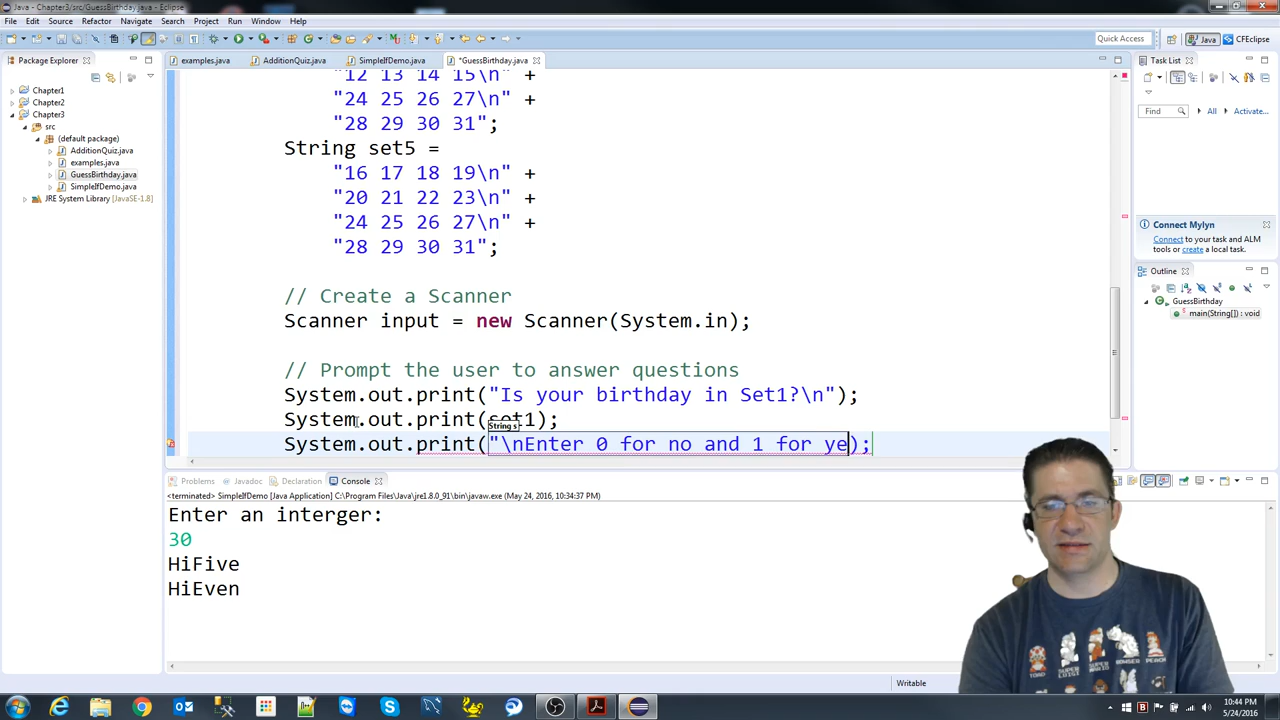 Java - Chapter3/src/GuessBirthday.java - Eclipse
File Edit Source Refactor Navigate Search Project Run Window Help
Quick Access Java CFEclipse
Package Explorer
Chapter1
Chapter2
Chapter3
src
(default package)
AdditionQuiz.java
examples.java
GuessBirthday.java
SimpleIfDemo.java
JRE System Library [JavaSE-1.8]
examples.java AdditionQuiz.java SimpleIfDemo.java *GuessBirthday.java
"12 13 14 15\n" +
"24 25 26 27\n" +
"28 29 30 31";
String set5 =
"16 17 18 19\n" +
"20 21 22 23\n" +
"24 25 26 27\n" +
"28 29 30 31";
// Create a Scanner
Scanner input = new Scanner(System.in);
// Prompt the user to answer questions
System.out.print("Is your birthday in Set1?\n");
System.out.print(set1);
String s
System.out.print("\nEnter 0 for no and 1 for ye);
Task List
Find All Activate...
Connect Mylyn
Connect to your task and ALM
tools or create a local task.
Outline
GuessBirthday
main(String[]) : void
Problems Javadoc Declaration Console
<terminated> SimpleIfDemo [Java Application] C:\Program Files\Java\jre1.8.0_91\bin\javaw.exe (May 24, 2016, 10:34:37 PM)
Enter an interger:
30
HiFive
HiEven
Writable
TOAD
SUPER LUIGI
SUPER MARIO
BOWSER
PEACH
10:44 PM
5/24/2016